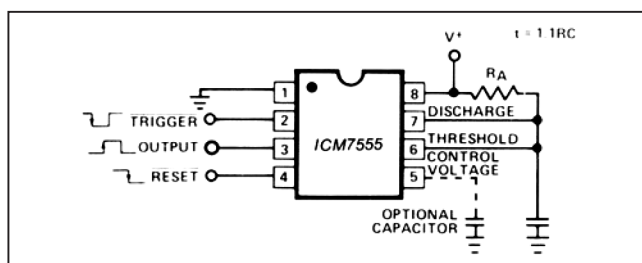 V+
t = 1.1RC
RA
1
8
TRIGGER
2
7
DISCHARGE
OUTPUT
3
ICM7555
6
THRESHOLD
RESET
4
5
CONTROL
VOLTAGE
OPTIONAL
CAPACITOR